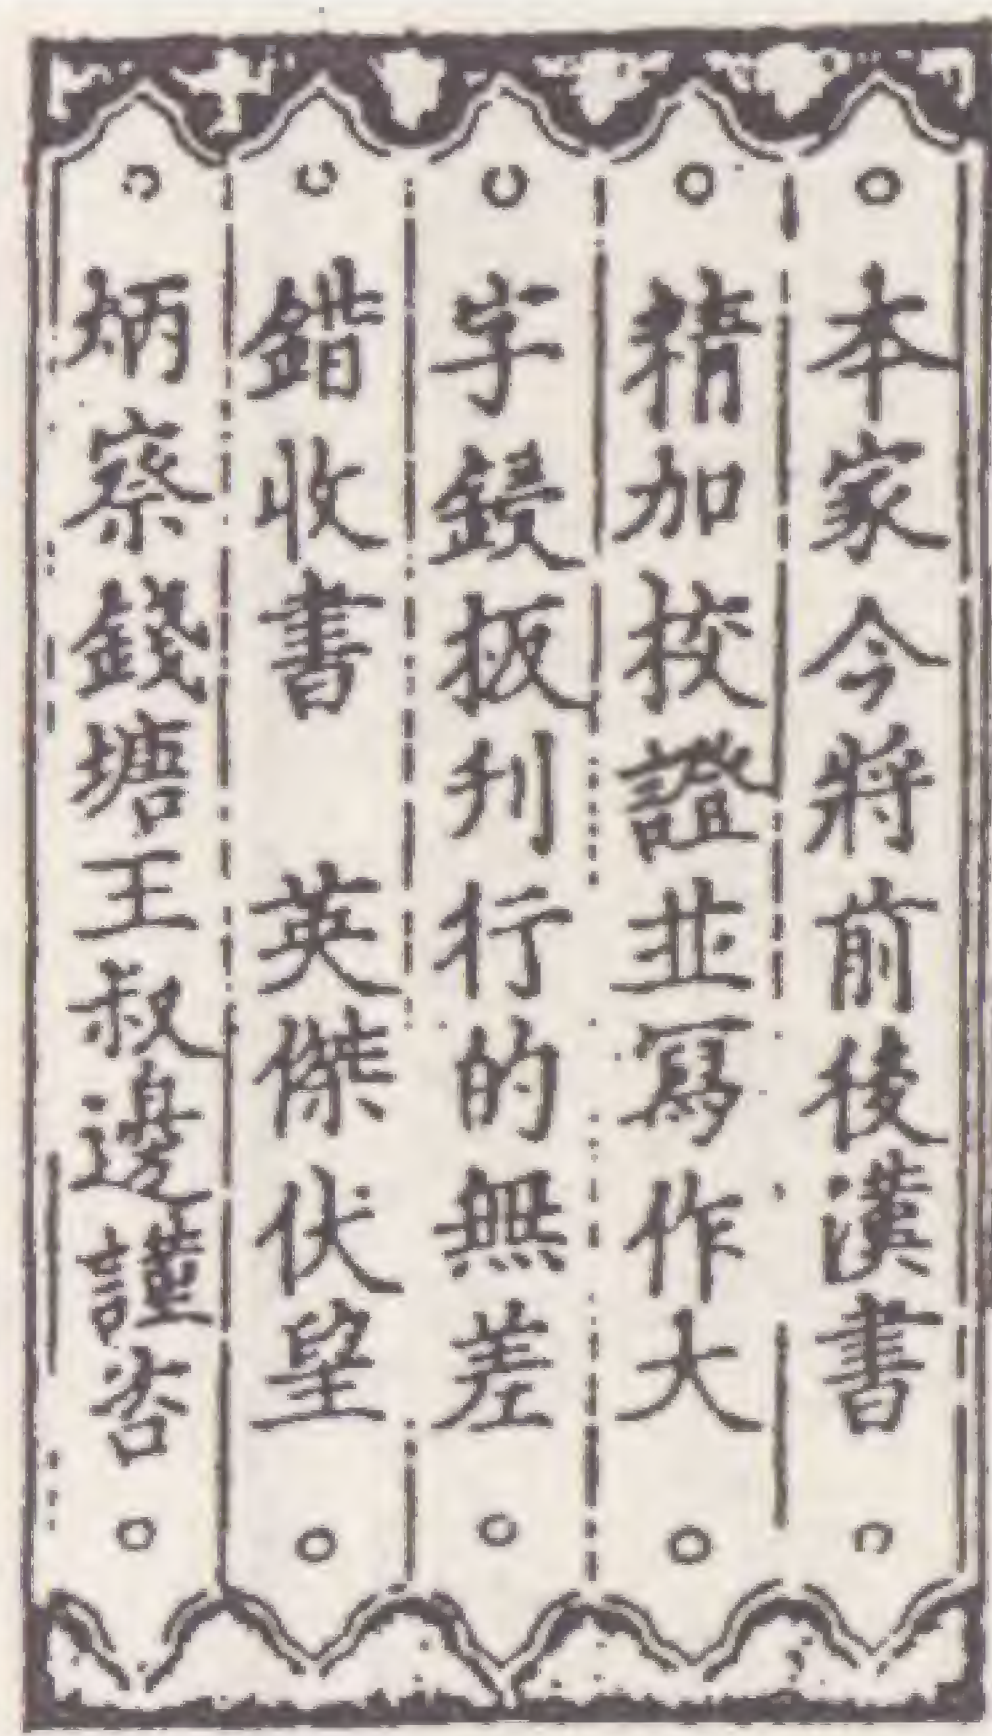 本家今將前後漢書
精加校證並寫作大
字鋟板刊行的無差
錯收書　英傑伏望
炳察錢塘王叔邊謹咨